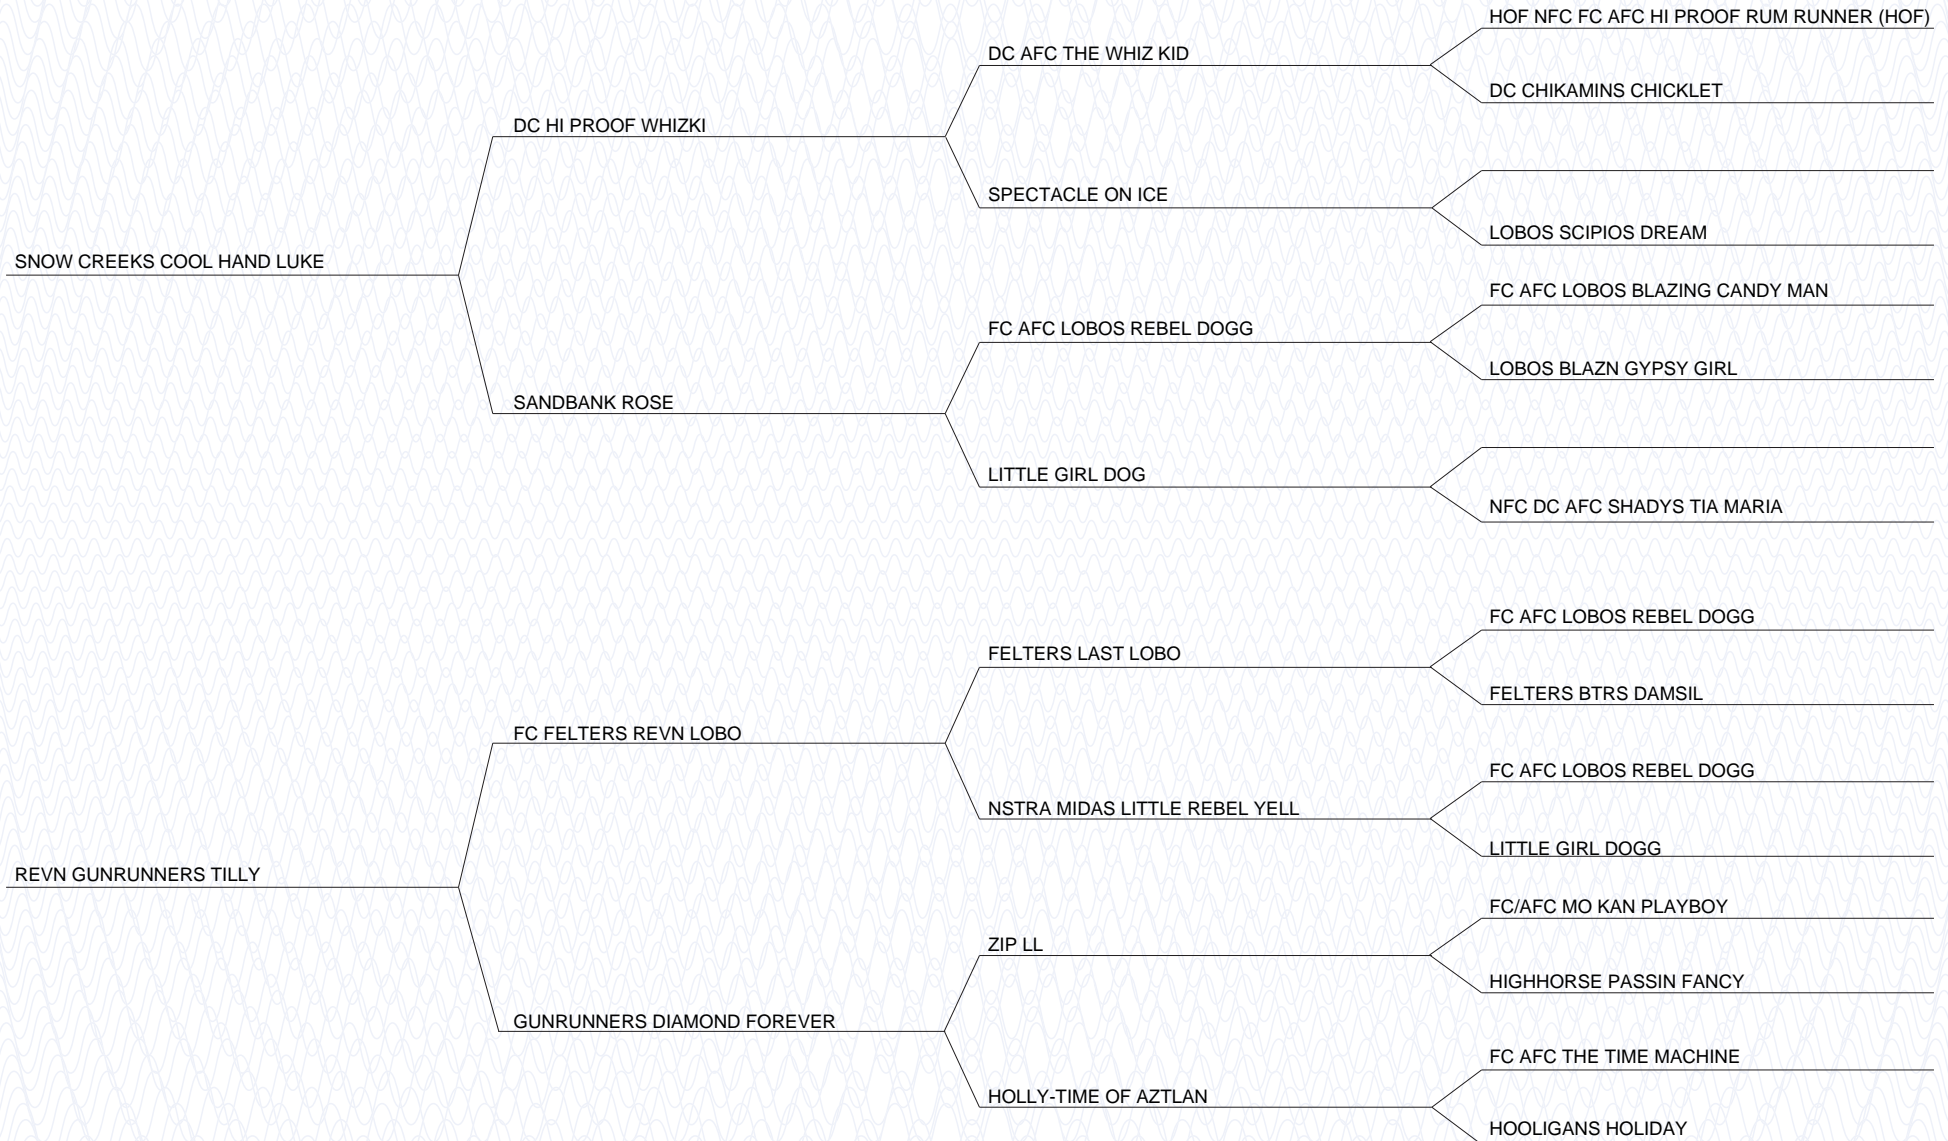 HOF NFC FC AFC HI PROOF RUM RUNNER (HOF)
DC AFC THE WHIZ KID
DC CHIKAMINS CHICKLET
DC HI PROOF WHIZKI
SPECTACLE ON ICE
LOBOS SCIPIOS DREAM
SNOW CREEKS COOL HAND LUKE
FC AFC LOBOS BLAZING CANDY MAN
FC AFC LOBOS REBEL DOGG
LOBOS BLAZN GYPSY GIRL
SANDBANK ROSE
LITTLE GIRL DOG
NFC DC AFC SHADYS TIA MARIA
FC AFC LOBOS REBEL DOGG
FELTERS LAST LOBO
FELTERS BTRS DAMSIL
FC FELTERS REVN LOBO
FC AFC LOBOS REBEL DOGG
NSTRA MIDAS LITTLE REBEL YELL
LITTLE GIRL DOGG
REVN GUNRUNNERS TILLY
FC/AFC MO KAN PLAYBOY
ZIP LL
HIGHHORSE PASSIN FANCY
GUNRUNNERS DIAMOND FOREVER
FC AFC THE TIME MACHINE
HOLLY-TIME OF AZTLAN
HOOLIGANS HOLIDAY